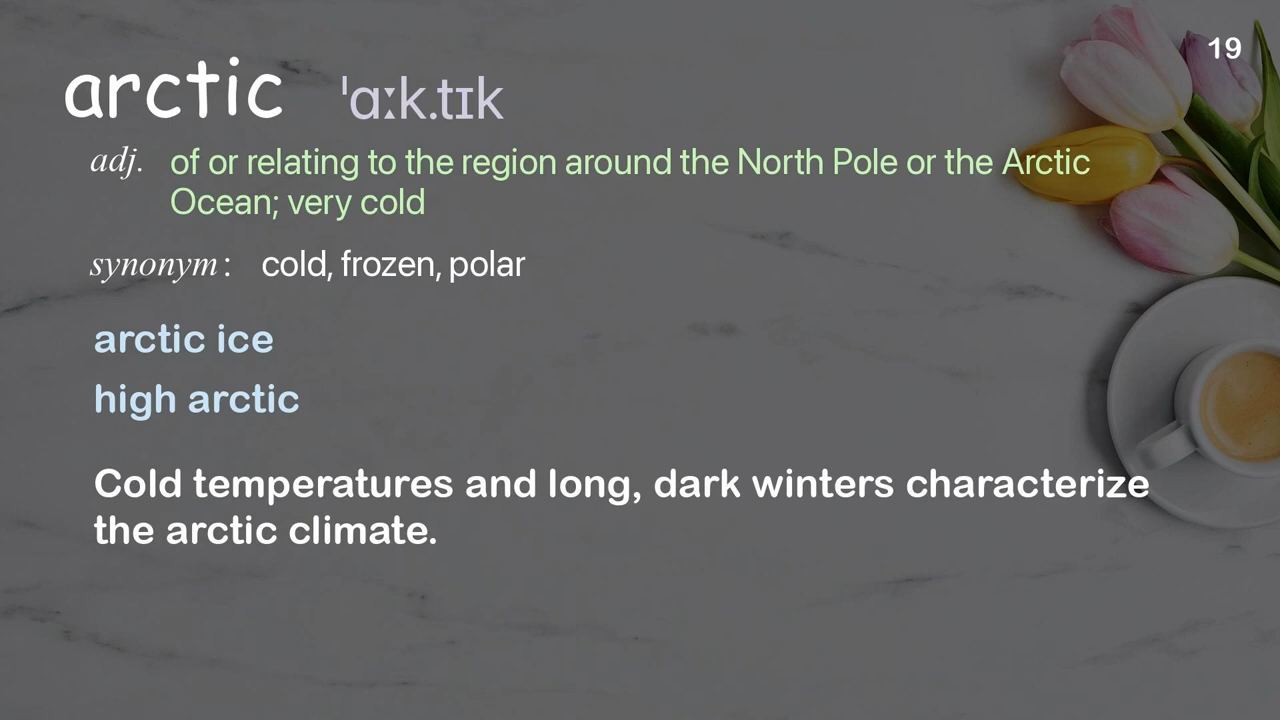 19
arctic ˈɑːk.tɪk
adj. of or relating to the region around the North Pole or the Arctic
Ocean; very cold
synonym: cold, frozen, polar
arctic ice
high arctic
Cold temperatures and long, dark winters characterize
the arctic climate.